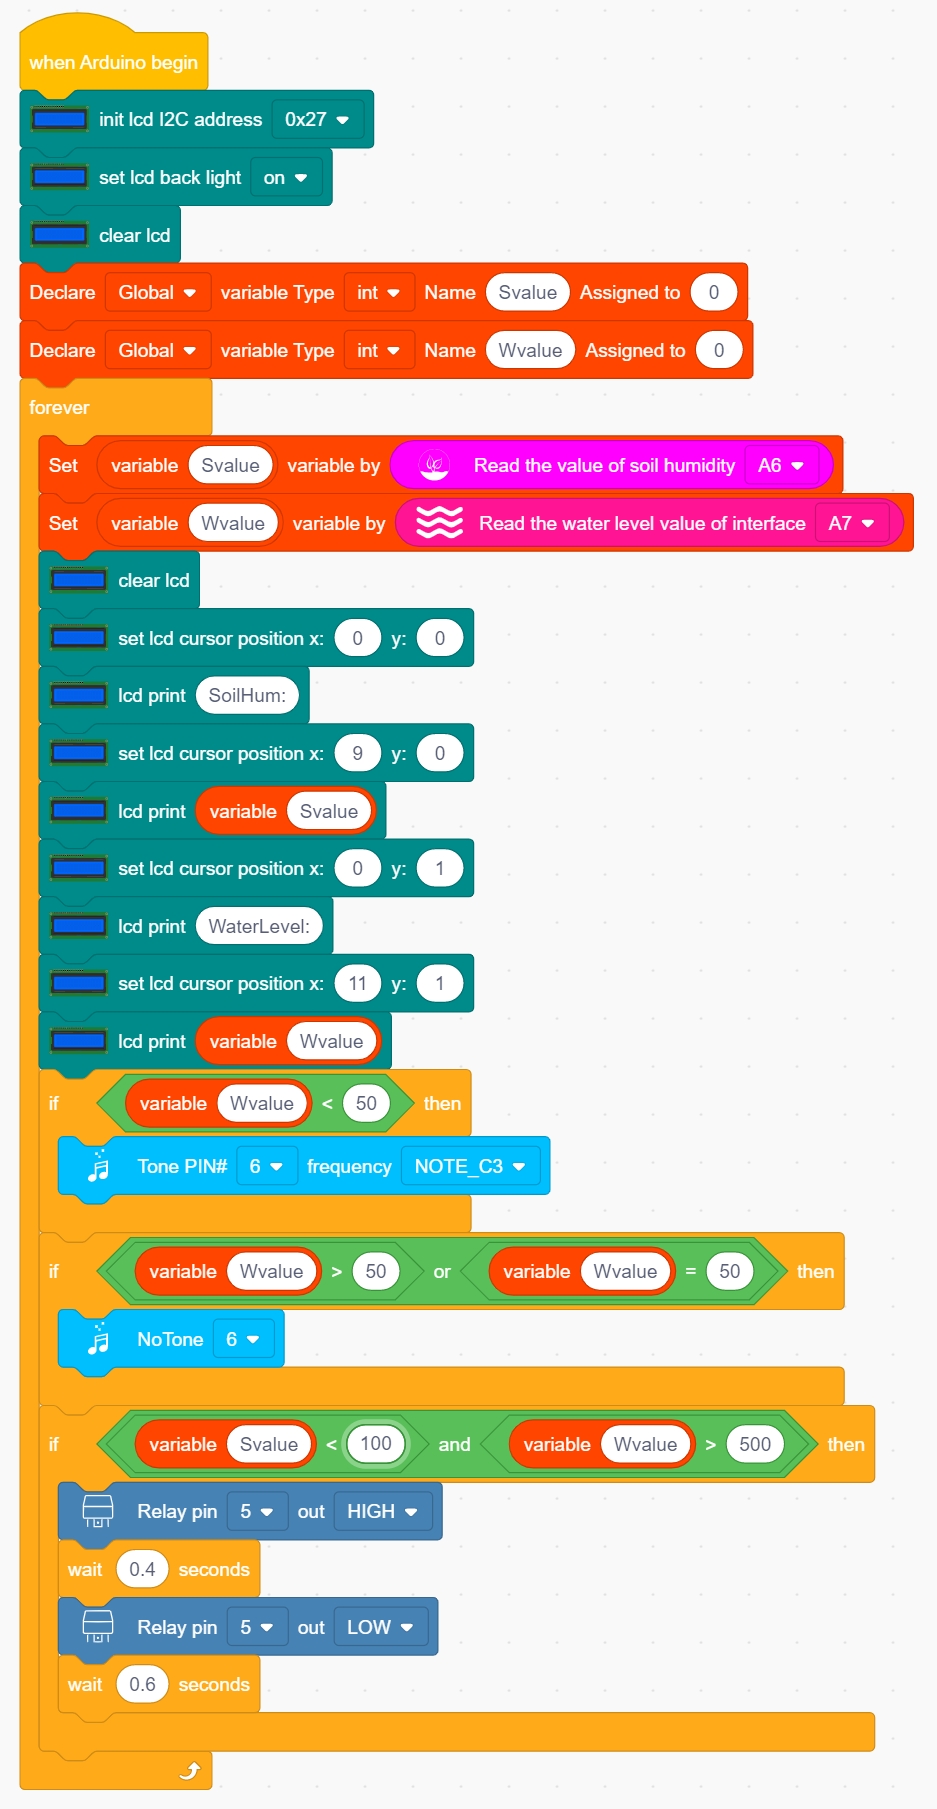 when Arduino begin
init lcd I2C address 0x27
set lcd back light on
clear lcd
Declare Global variable Type int Name Svalue Assigned to 0
Declare Global variable Type int Name Wvalue Assigned to 0
forever
Set variable Svalue variable by Read the value of soil humidity A6
Set variable Wvalue variable by Read the water level value of interface A7
clear lcd
set lcd cursor position x: 0 y: 0
lcd print SoilHum:
set lcd cursor position x: 9 y: 0
lcd print variable Svalue
set lcd cursor position x: 0 y: 1
lcd print WaterLevel:
set lcd cursor position x: 11 y: 1
lcd print variable Wvalue
if variable Wvalue < 50 then
Tone PIN# 6 frequency NOTE_C3
if variable Wvalue > 50 or variable Wvalue = 50 then
NoTone 6
if variable Svalue < 100 and variable Wvalue > 500 then
Relay pin 5 out HIGH
wait 0.4 seconds
Relay pin 5 out LOW
wait 0.6 seconds